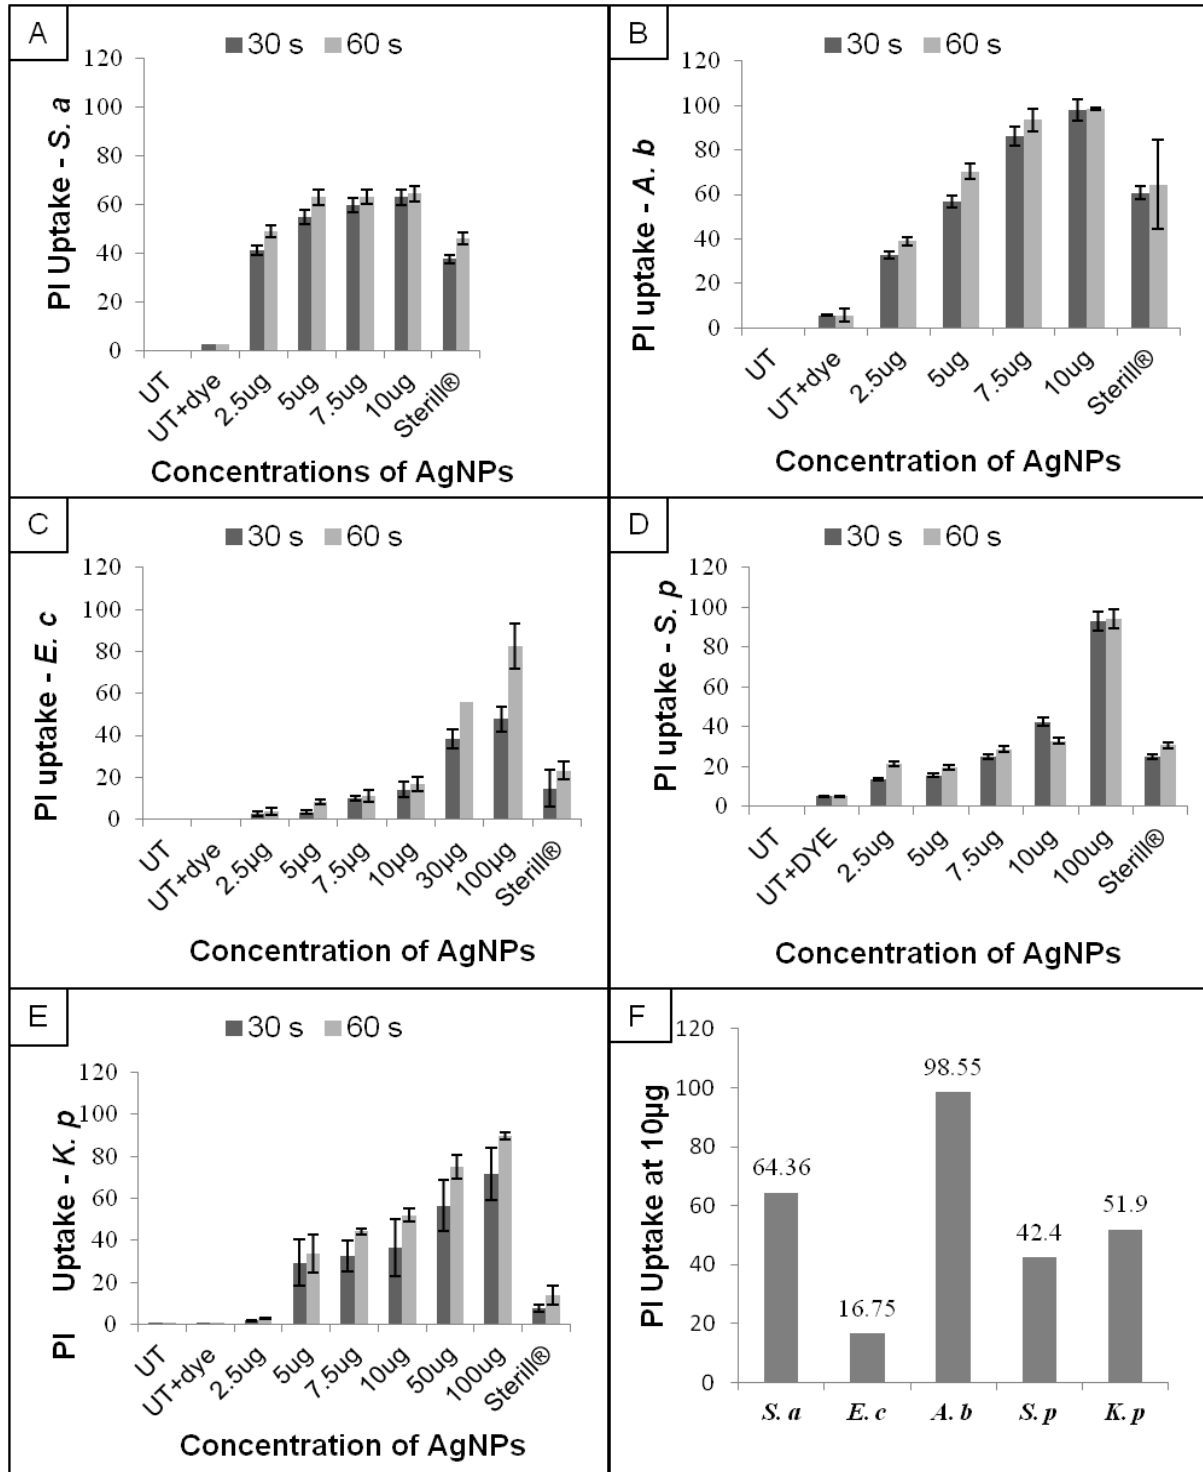 A
30 s 60 s
PI Uptake - S. a
120
100
80
60
40
20
0
UT
UT+dye
2.5ug
5ug
7.5ug
10ug
Sterill®
Concentrations of AgNPs
B
30 s 60 s
PI uptake - A. b
120
100
80
60
40
20
0
UT
UT+dye
2.5ug
5ug
7.5ug
10ug
Sterill®
Concentration of AgNPs
C
30 s 60 s
PI uptake - E. c
120
100
80
60
40
20
0
UT
UT+dye
2.5µg
5µg
7.5µg
10µg
30µg
100µg
Sterill®
Concentration of AgNPs
D
30 s 60 s
PI uptake - S. p
120
100
80
60
40
20
0
UT
UT+DYE
2.5ug
5ug
7.5ug
10ug
100ug
Sterill®
Concentration of AgNPs
E
30 s 60 s
PI Uptake - K. p
120
100
80
60
40
20
0
UT
UT+dye
2.5ug
5ug
7.5ug
10ug
50ug
100ug
Sterill®
Concentration of AgNPs
F
PI Uptake at 10µg
120
100
80
60
40
20
0
64.36
16.75
98.55
42.4
51.9
S. a E. c A. b S. p K. p